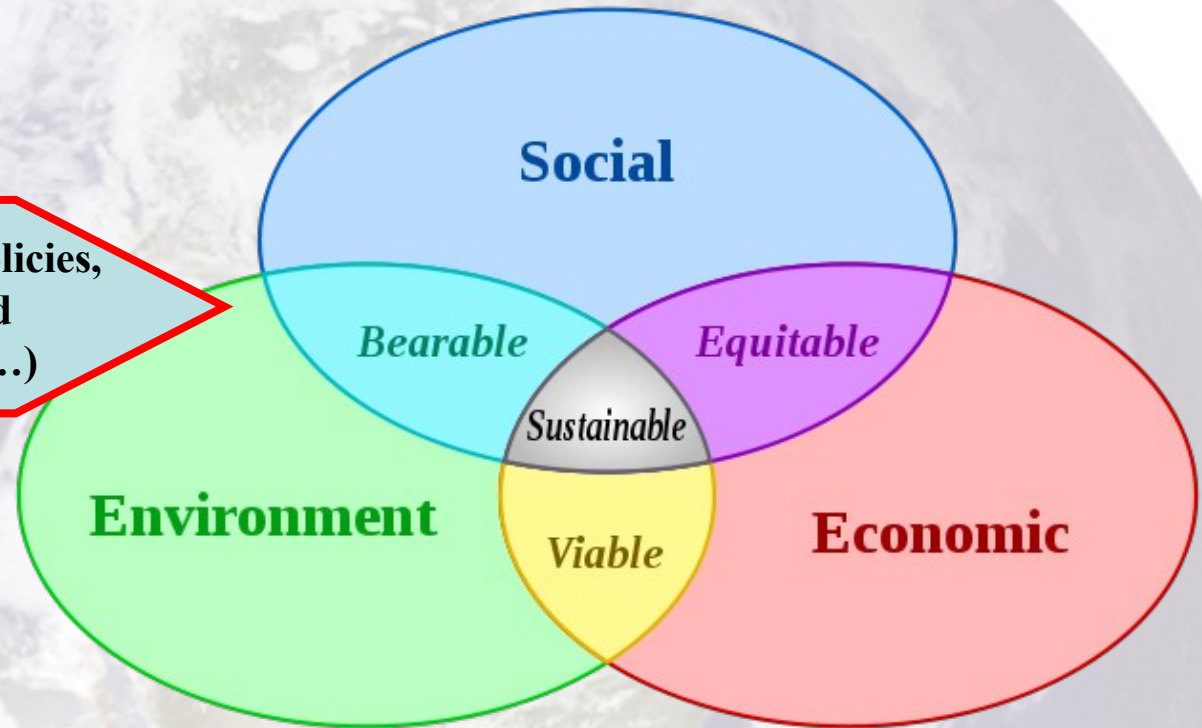 Social
licies,
d
…)
Bearable
Equitable
Sustainable
Environment
Economic
Viable